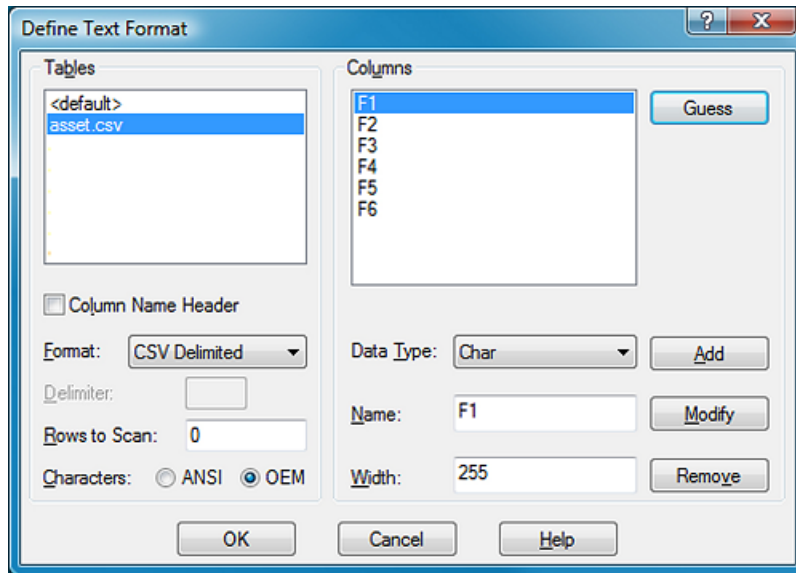 Define Text Format
Tables
<default>
asset.csv
Column Name Header
Format: CSV Delimited
Delimiter:
Rows to Scan: 0
Characters: ANSI OEM
Columns
F1
F2
F3
F4
F5
F6
Guess
Data Type: Char
Add
Name: F1
Modify
Width: 255
Remove
OK Cancel Help